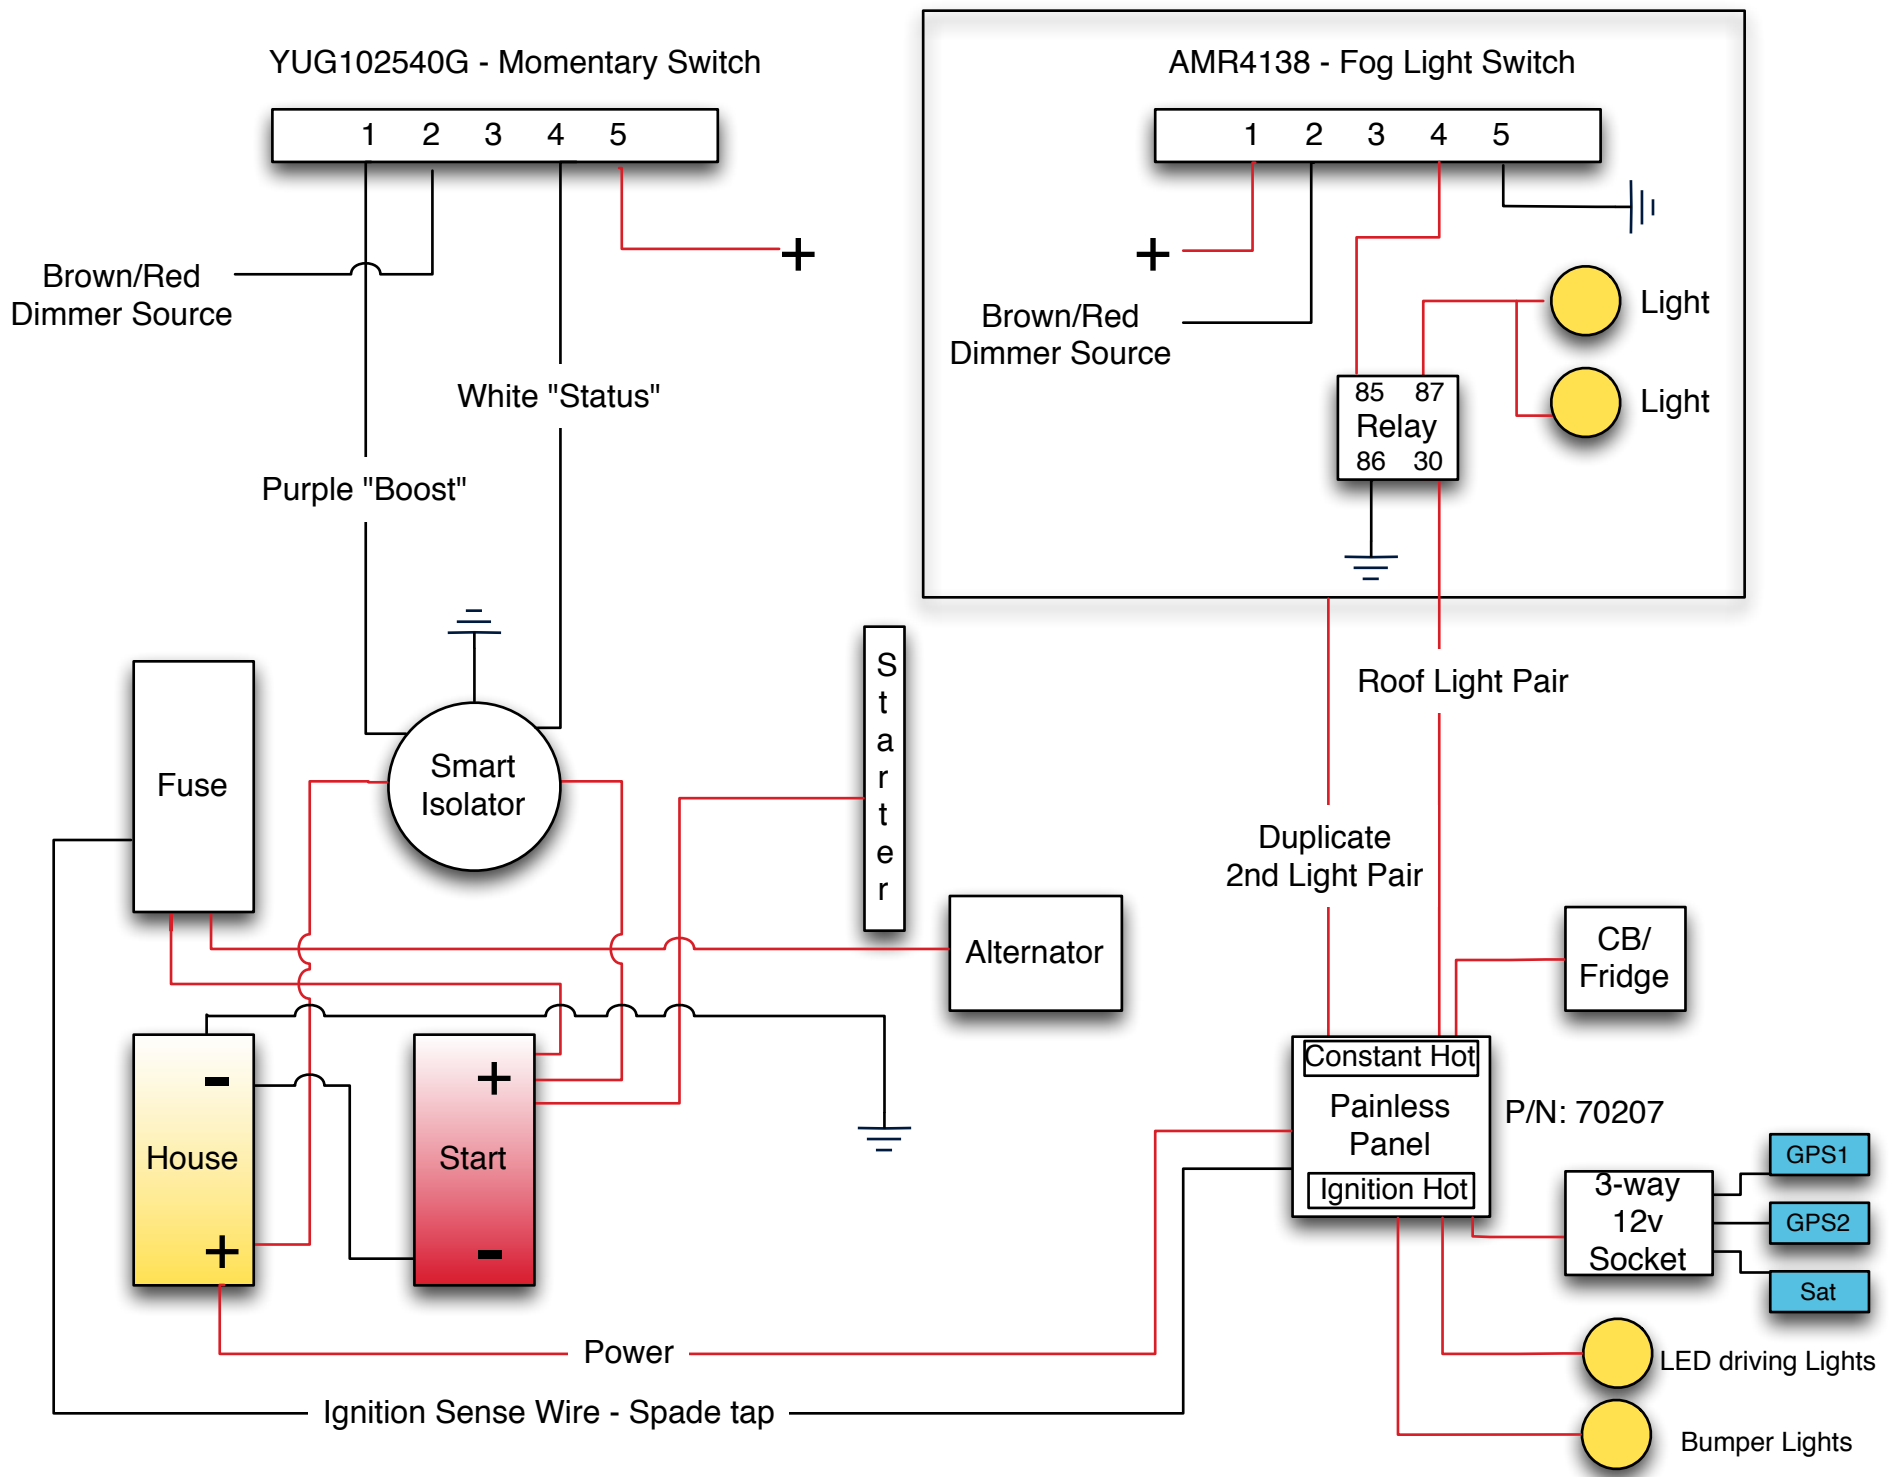 YUG102540G - Momentary Switch
1 2 3 4 5
+
Brown/Red
Dimmer Source
White "Status"
Purple "Boost"
AMR4138 - Fog Light Switch
1 2 3 4 5
+
Brown/Red
Dimmer Source
Light
Light
85 87
Relay
86 30
Roof Light Pair
Duplicate
2nd Light Pair
Fuse
Smart
Isolator
Starter
Alternator
CB/
Fridge
-
House
+
+
Start
-
Constant Hot
Painless
Panel
Ignition Hot
P/N: 70207
3-way
12v
Socket
GPS1
GPS2
Sat
LED driving Lights
Bumper Lights
Power
Ignition Sense Wire - Spade tap